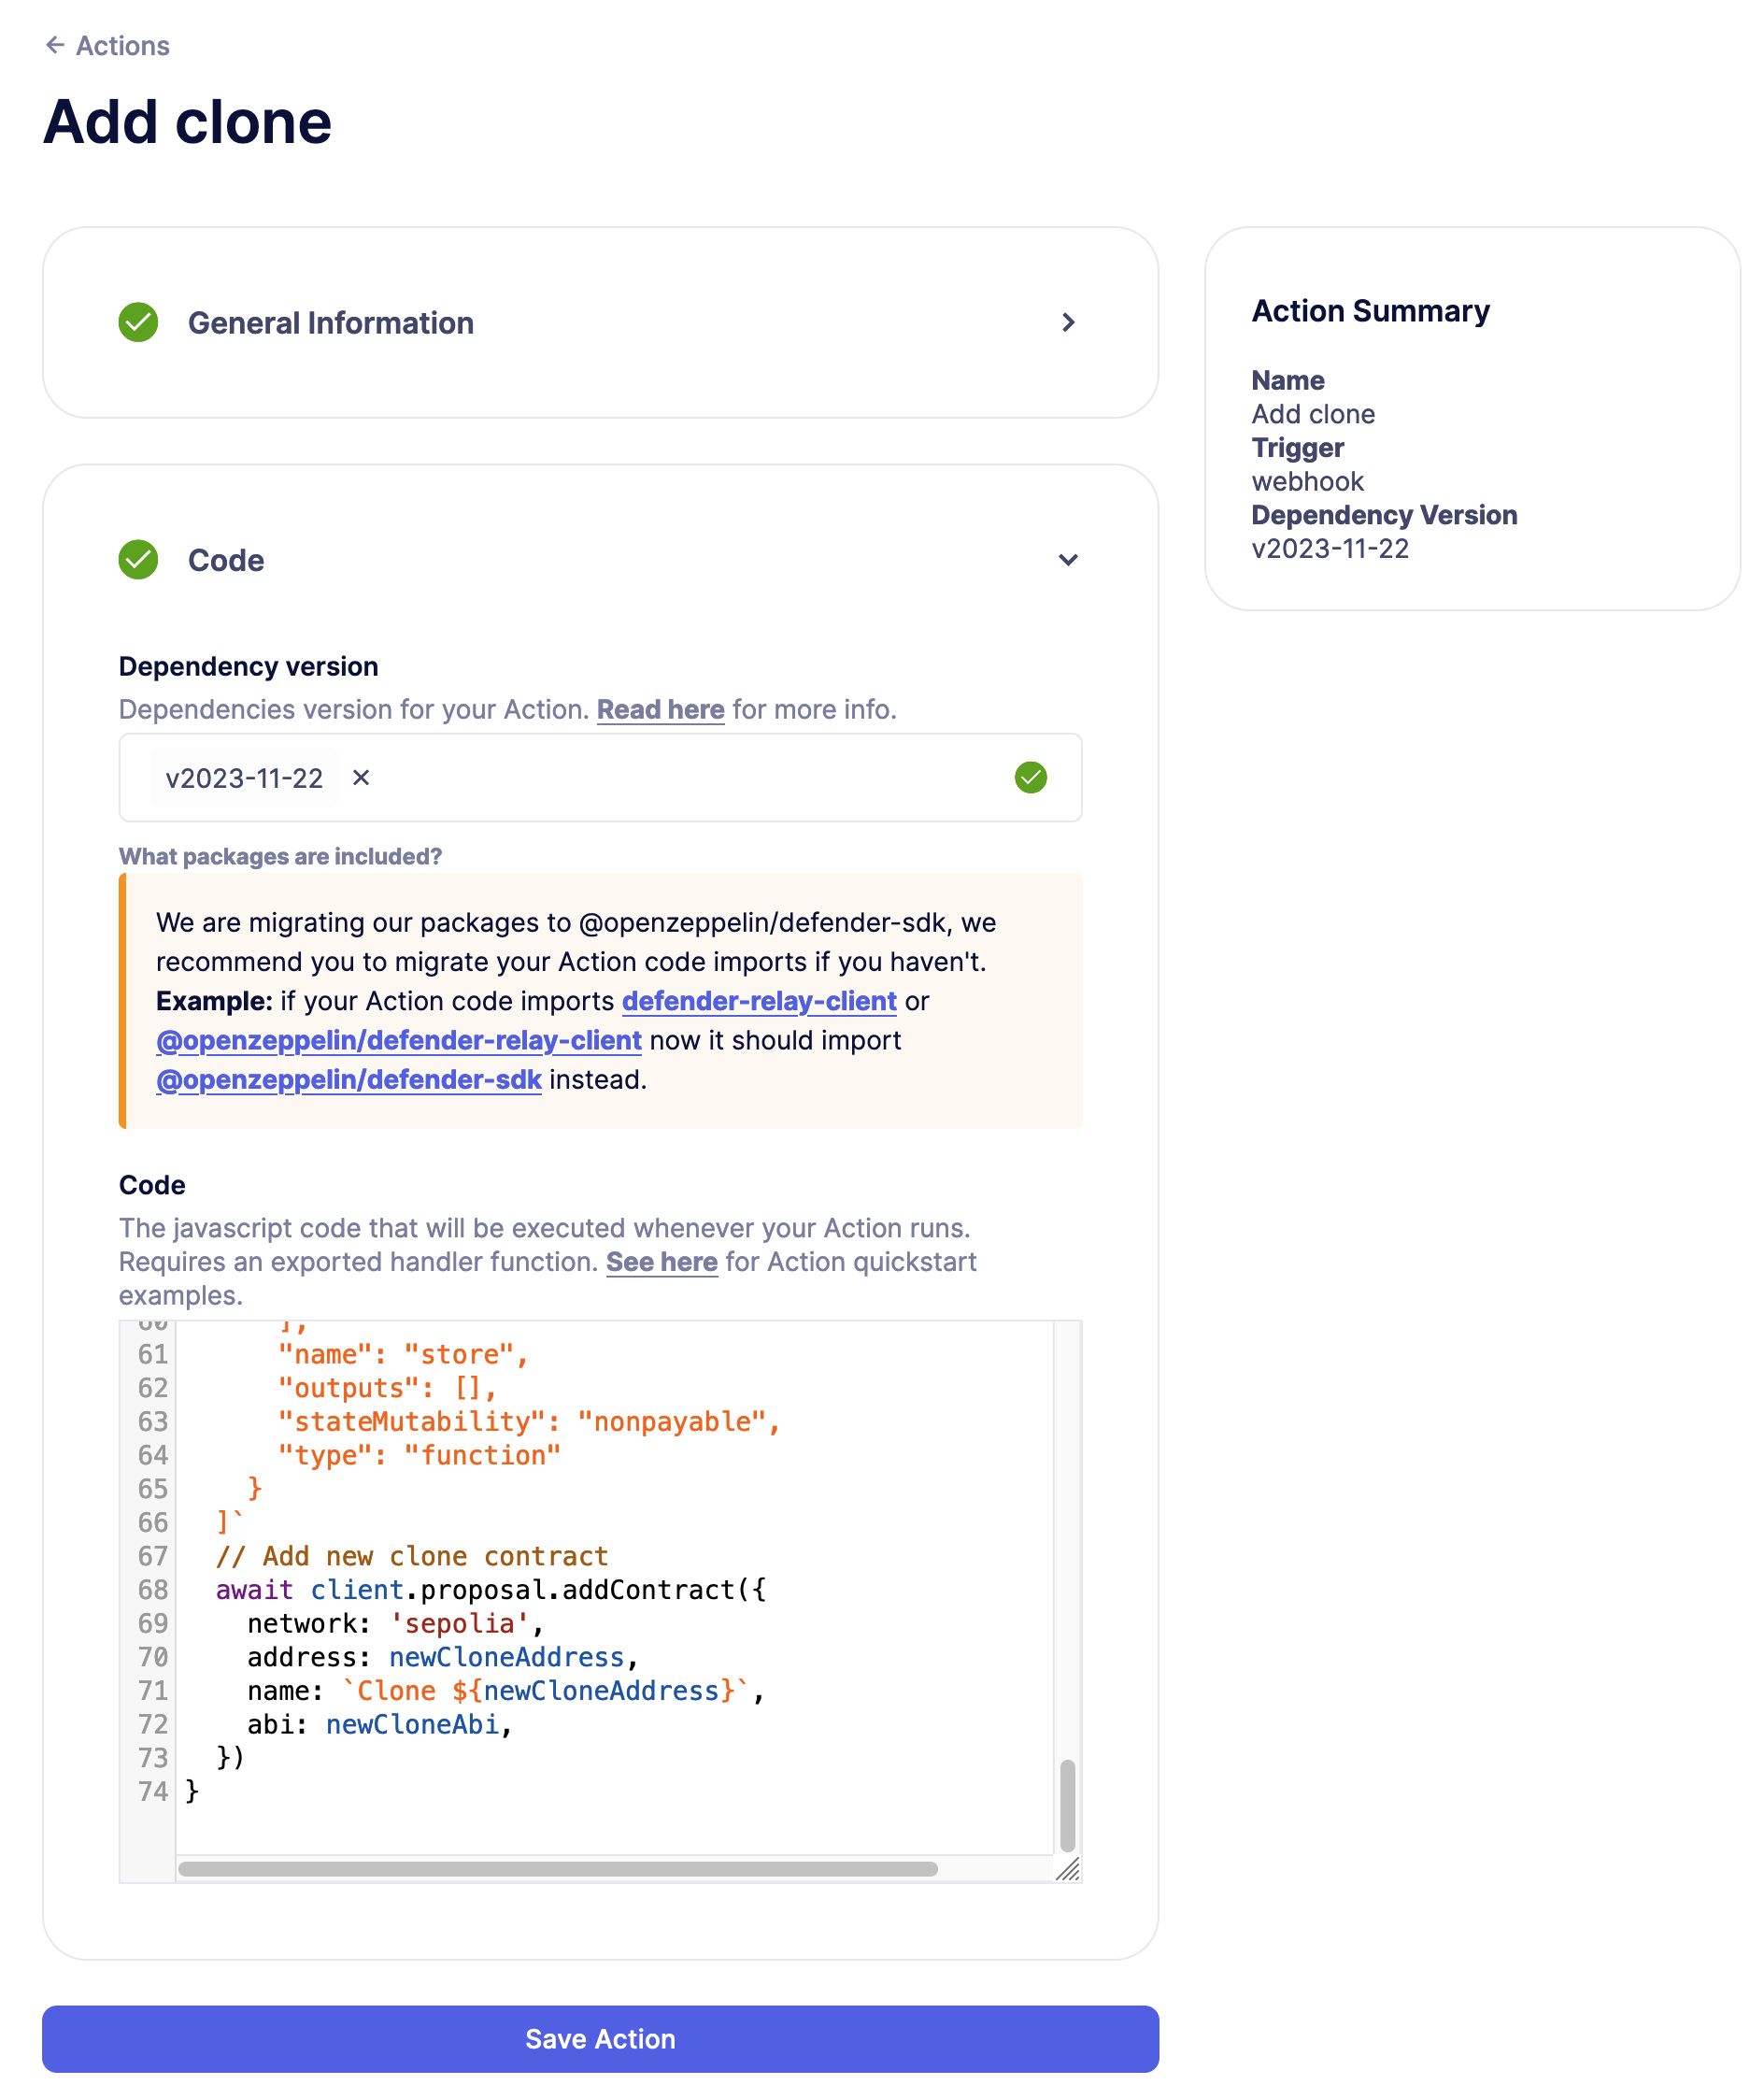 ← Actions
Add clone
General Information
Code
Dependency version
Dependencies version for your Action. Read here for more info.
v2023-11-22 ✕
What packages are included?
We are migrating our packages to @openzeppelin/defender-sdk, we
recommend you to migrate your Action code imports if you haven't.
Example: if your Action code imports defender-relay-client or
@openzeppelin/defender-relay-client now it should import
@openzeppelin/defender-sdk instead.
Code
The javascript code that will be executed whenever your Action runs.
Requires an exported handler function. See here for Action quickstart
examples.
60       ],
61       "name": "store",
62       "outputs": [],
63       "stateMutability": "nonpayable",
64       "type": "function"
65     }
66   ]`
67   // Add new clone contract
68   await client.proposal.addContract({
69     network: 'sepolia',
70     address: newCloneAddress,
71     name: `Clone ${newCloneAddress}`,
72     abi: newCloneAbi,
73   })
74 }
Save Action
Action Summary
Name
Add clone
Trigger
webhook
Dependency Version
v2023-11-22